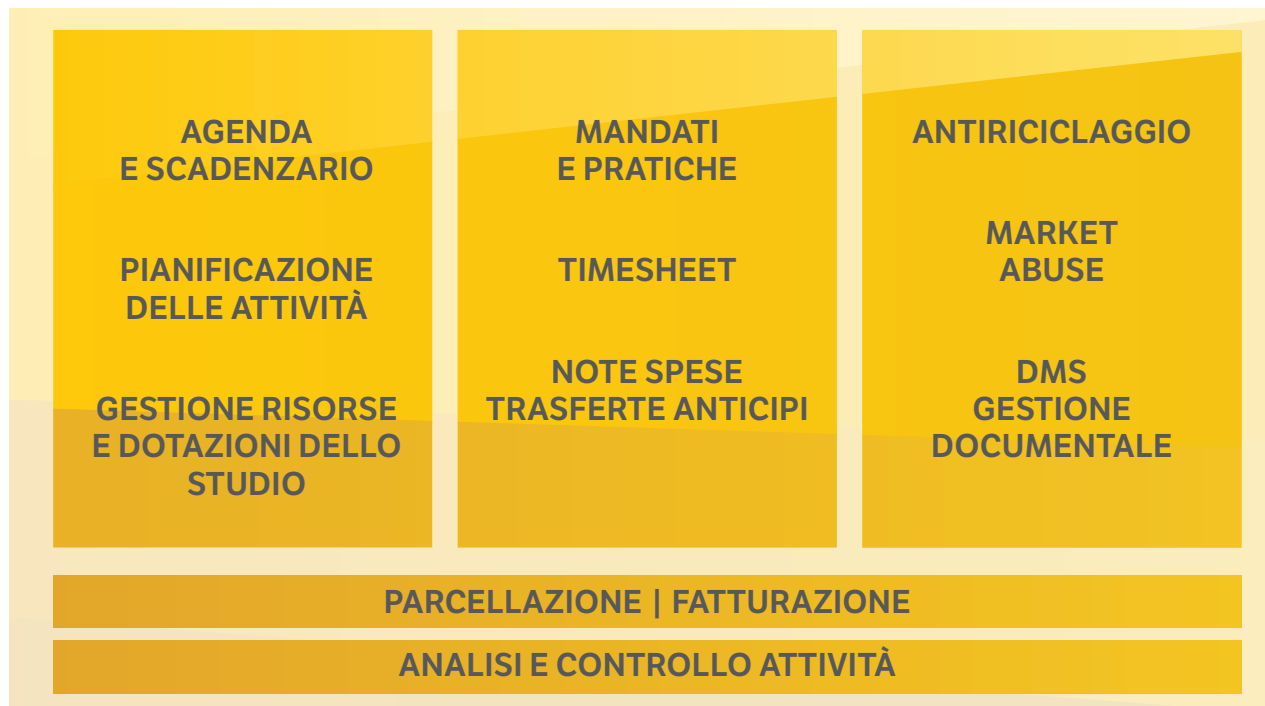 AGENDA
E SCADENZARIO
PIANIFICAZIONE
DELLE ATTIVITÀ
GESTIONE RISORSE
E DOTAZIONI DELLO
STUDIO
MANDATI
E PRATICHE
TIMESHEET
NOTE SPESE
TRASFERTE ANTICIPI
ANTIRICICLAGGIO
MARKET
ABUSE
DMS
GESTIONE
DOCUMENTALE
PARCELLAZIONE | FATTURAZIONE
ANALISI E CONTROLLO ATTIVITÀ